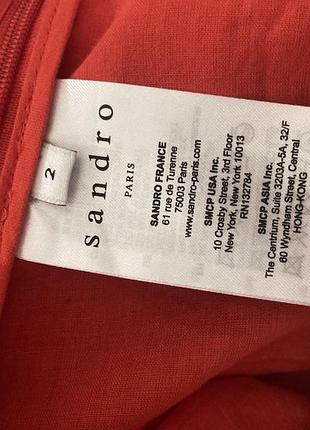 sandro
PARIS
2
SANDRO FRANCE
61 rue de Turenne
75003 Paris
www.sandro-paris.com
SMCP USA Inc.
10 Crosby Street, 3rd Floor
New York, New York 10013
RN132784
SMCP ASIA Inc.
The Centrium, Suite 3203A-5A, 32/F
60 Wyndham Street, Central
HONG-KONG